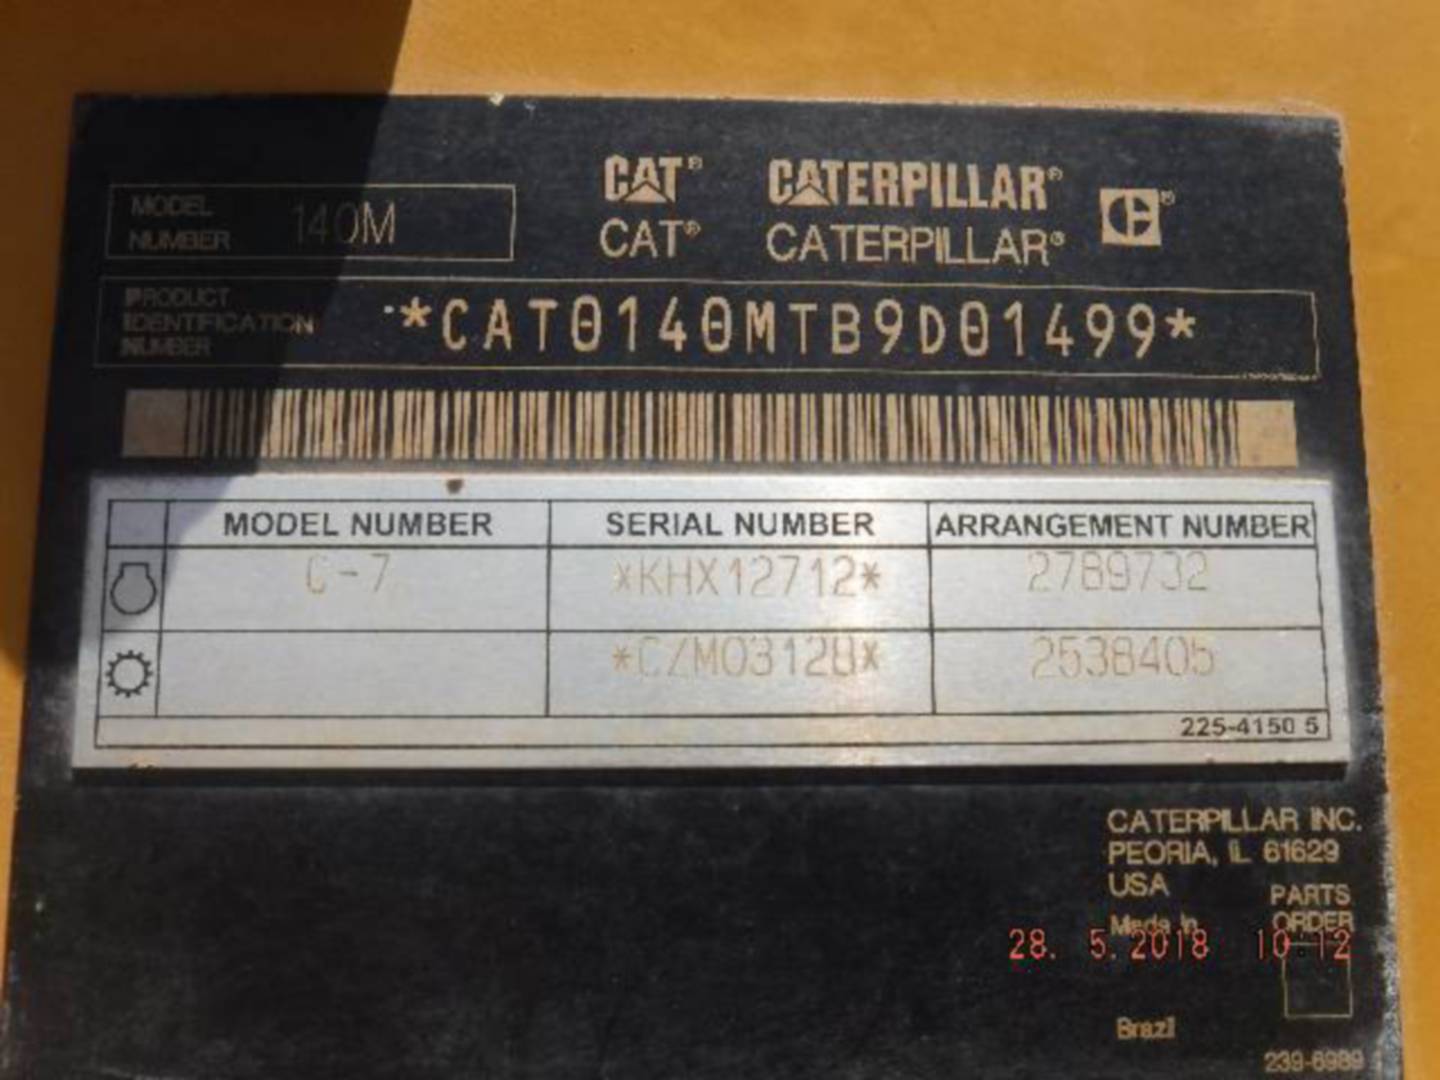 CAT® CATERPILLAR® ®
MODEL NUMBER 140M
CAT® CATERPILLAR®
PRODUCT IDENTIFICATION NUMBER *CAT0140MTB9D01499*
MODEL NUMBER SERIAL NUMBER ARRANGEMENT NUMBER
C-7 *KHX12712* 2789732
*CZM03128* 2538405
225-4150 5
CATERPILLAR INC.
PEORIA, IL 61629
USA
PARTS ORDER
Made in
28. 5.2018 10:12
Brazil
239-6989 1